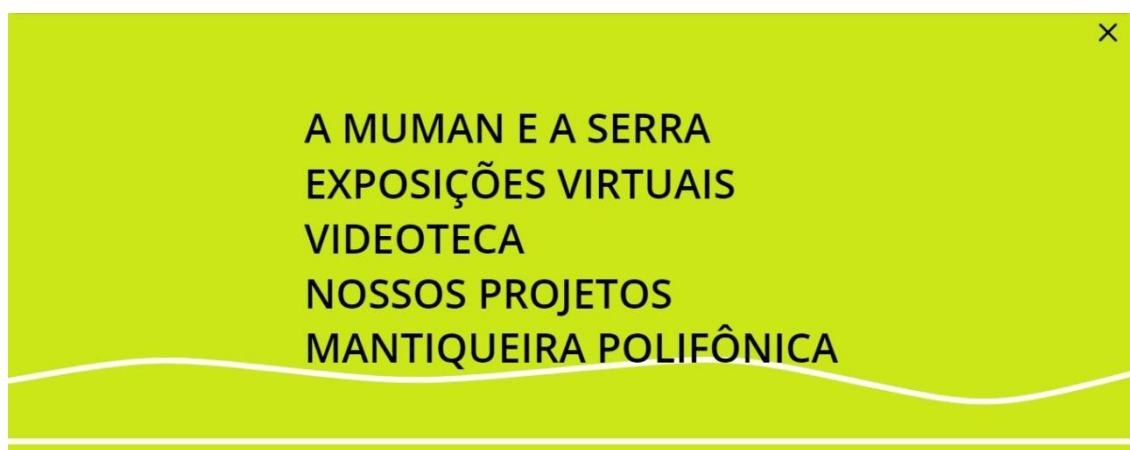 A MUMAN E A SERRA
EXPOSIÇÕES VIRTUAIS
VIDEOTECA
NOSSOS PROJETOS
MANTIQUEIRA POLIFÔNICA